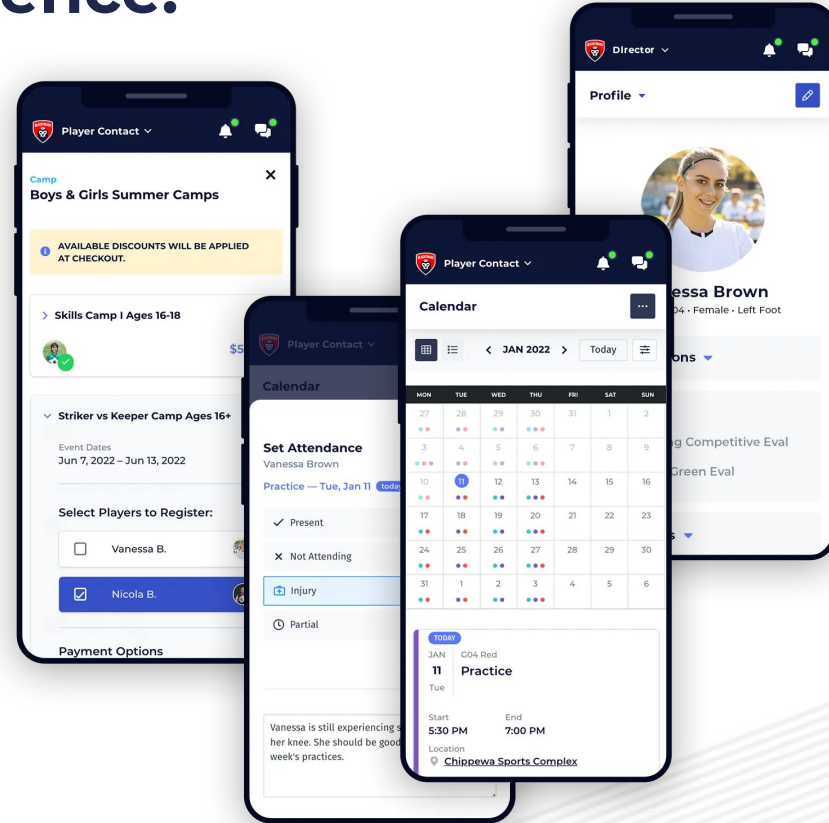 Player Contact
Camp
Boys & Girls Summer Camps
AVAILABLE DISCOUNTS WILL BE APPLIED
AT CHECKOUT.
Skills Camp I Ages 16-18
Striker vs Keeper Camp Ages 16+
Event Dates
Jun 7, 2022 – Jun 13, 2022
Select Players to Register:
Vanessa B.
Nicola B.
Payment Options
Player Contact
Calendar
Set Attendance
Vanessa Brown
Practice — Tue, Jan 11 today
Present
Not Attending
Injury
Partial
Vanessa is still experiencing
her knee. She should be good
week's practices.
Player Contact
Calendar
JAN 2022
Today
MON TUE WED THU FRI SAT SUN
27 28 29 30 31 1 2
3 4 5 6 7 8 9
10 11 12 13 14 15 16
17 18 19 20 21 22 23
24 25 26 27 28 29 30
31 1 2 3 4 5 6
TODAY
JAN G04 Red
11 Practice
Tue
Start End
5:30 PM 7:00 PM
Location
Chippewa Sports Complex
Director
Profile
Brown
Female • Left Foot
Competitive Eval
Green Eval